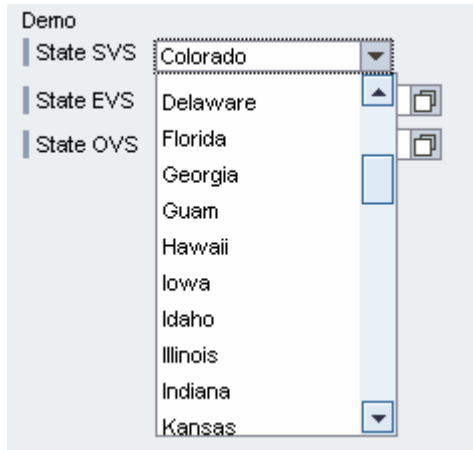 Demo
State SVS Colorado
State EVS
State OVS
Delaware
Florida
Georgia
Guam
Hawaii
Iowa
Idaho
Illinois
Indiana
Kansas